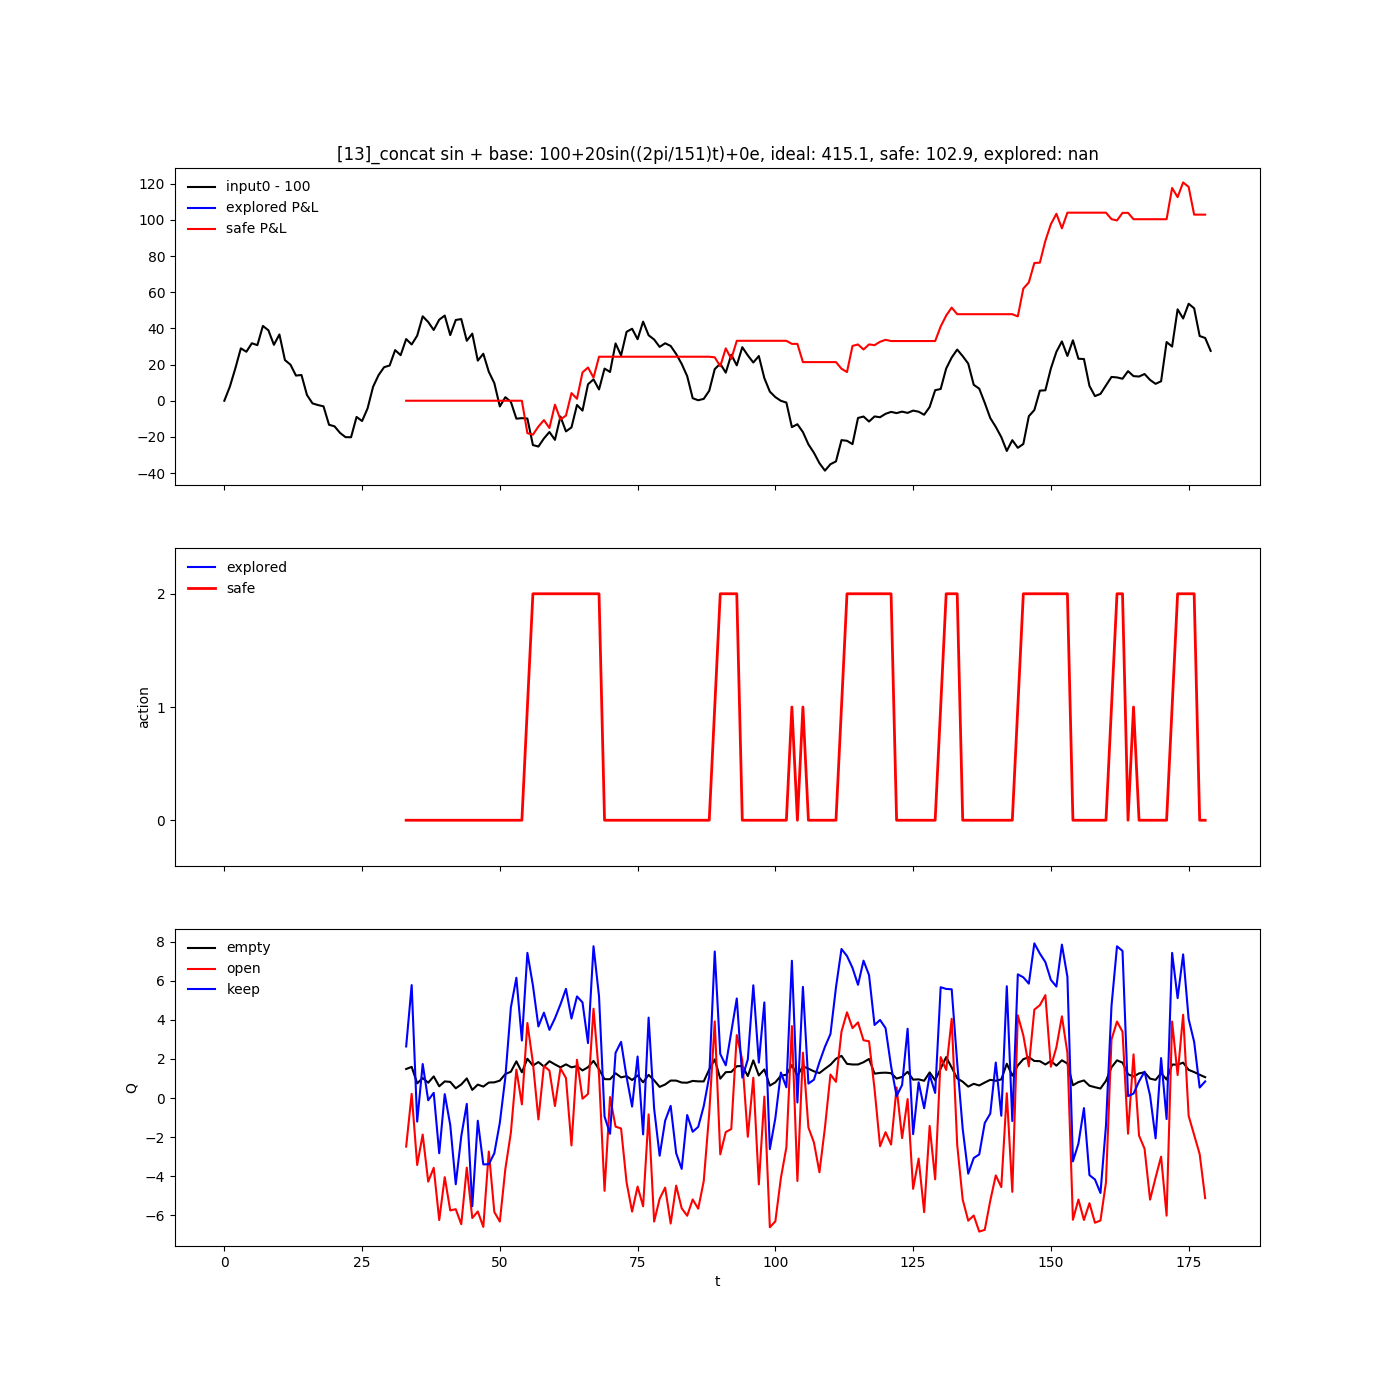 [13]_concat sin + base: 100+20sin((2pi/151)t)+0e, ideal: 415.1, safe: 102.9, explored: nan
120
100
80
60
40
20
0
−20
−40
input0 - 100
explored P&L
safe P&L
2
1
0
action
explored
safe
8
6
4
2
0
−2
−4
−6
Q
empty
open
keep
0 25 50 75 100 125 150 175
t